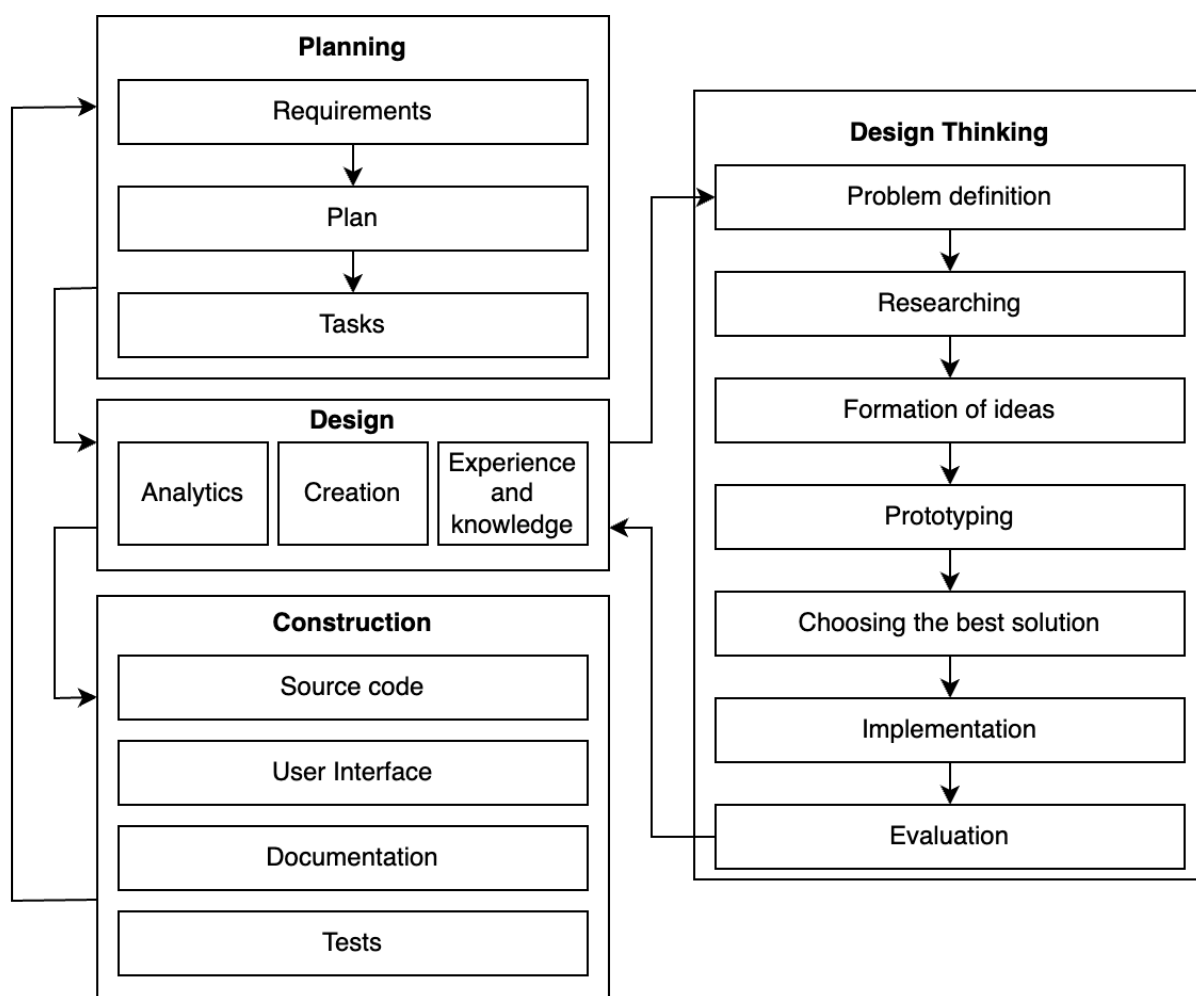 Planning
Requirements
Plan
Tasks
Design
Analytics
Creation
Experience
and
knowledge
Construction
Source code
User Interface
Documentation
Tests
Design Thinking
Problem definition
Researching
Formation of ideas
Prototyping
Choosing the best solution
Implementation
Evaluation